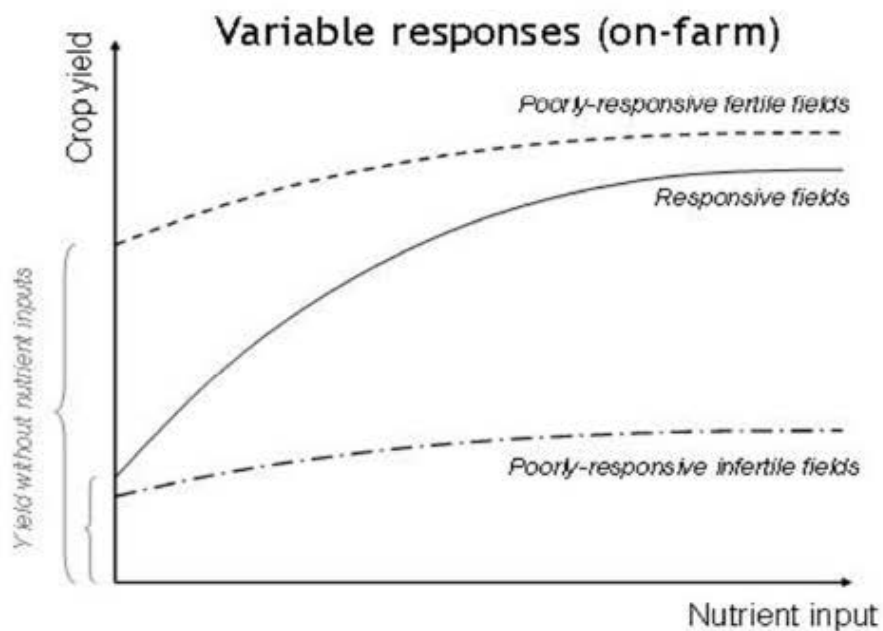 Variable responses (on-farm)
Crop yield
Poorly-responsive fertile fields
Responsive fields
Yield without nutrient inputs
Poorly-responsive infertile fields
Nutrient input